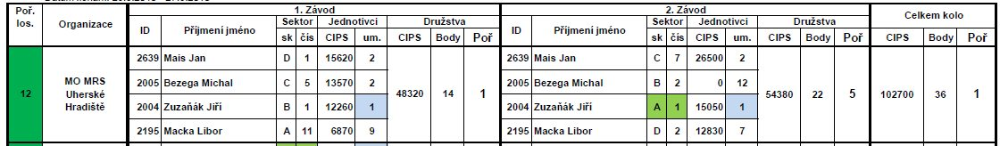 Poř. los. Organizace 1. Závod 2. Závod Celkem kolo
ID Příjmení jméno Sektor Jednotivci Družstva ID Příjmení jméno Sektor Jednotivci Družstva
sk čís CIPS um. CIPS Body Poř sk čís CIPS um. CIPS Body Poř CIPS Body Poř
12 MO MRS Uherské Hradiště
2639 Mais Jan D 1 15620 2 48320 14 1 2639 Mais Jan C 7 26500 2 54380 22 5 102700 36 1
2005 Bezega Michal C 5 13570 2 2005 Bezega Michal B 2 0 12
2004 Zuzaňák Jiří B 1 12260 1 2004 Zuzaňák Jiří A 1 15050 1
2195 Macka Libor A 11 6870 9 2195 Macka Libor D 2 12830 7